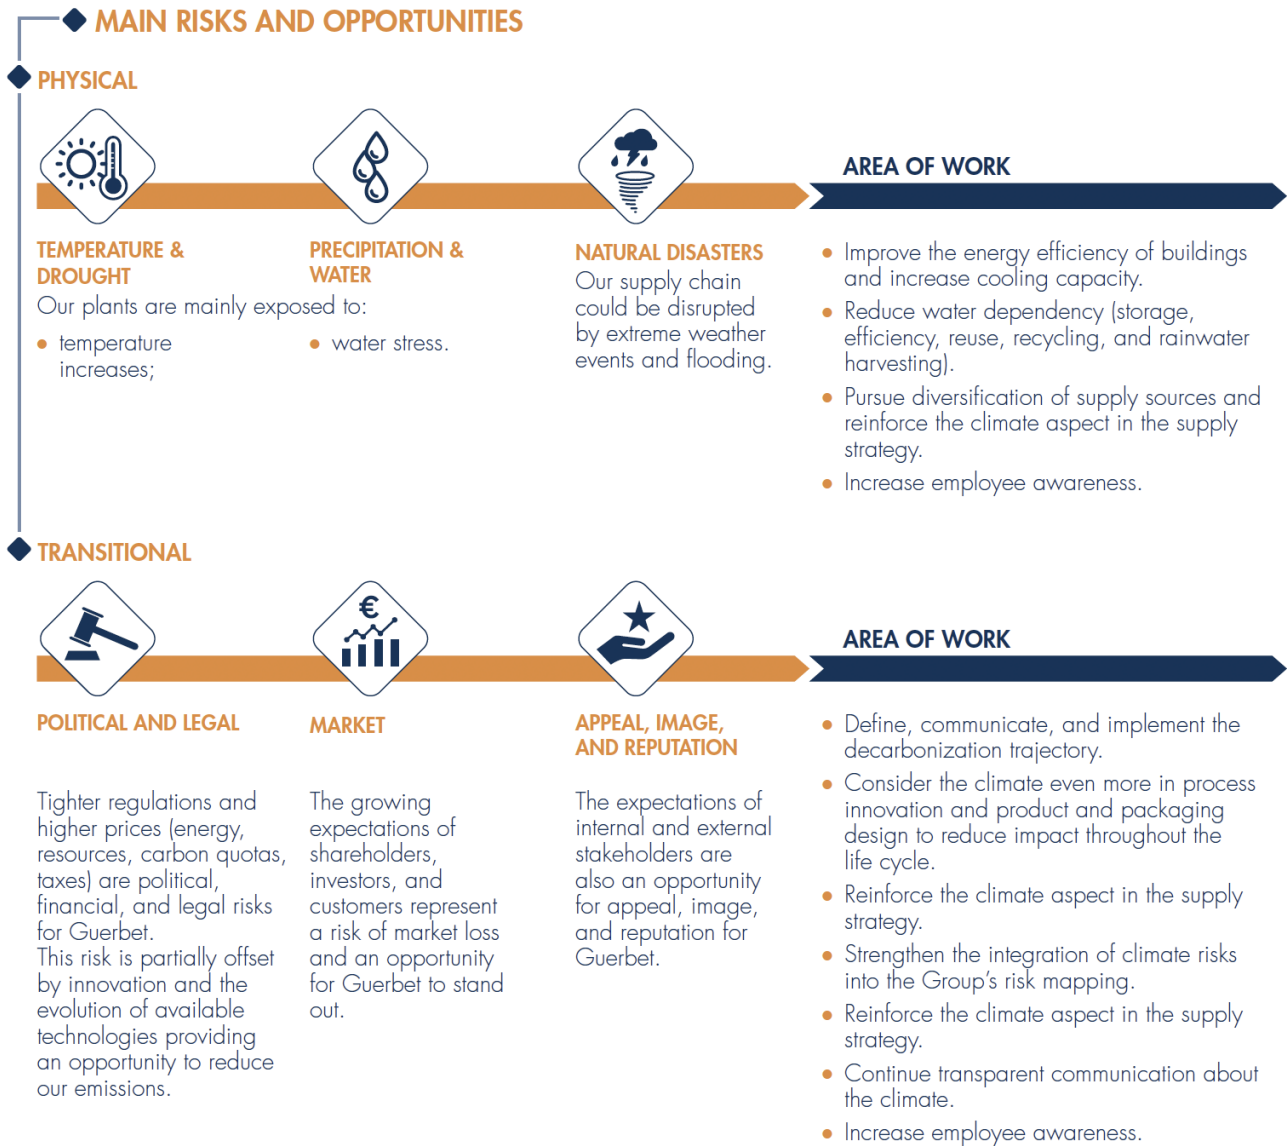 MAIN RISKS AND OPPORTUNITIES
PHYSICAL
TEMPERATURE &
DROUGHT
PRECIPITATION &
WATER
Our plants are mainly exposed to:
• temperature
increases;
• water stress.
NATURAL DISASTERS
Our supply chain
could be disrupted
by extreme weather
events and flooding.
AREA OF WORK
• Improve the energy efficiency of buildings
and increase cooling capacity.
• Reduce water dependency (storage,
efficiency, reuse, recycling, and rainwater
harvesting).
• Pursue diversification of supply sources and
reinforce the climate aspect in the supply
strategy.
• Increase employee awareness.
TRANSITIONAL
POLITICAL AND LEGAL
Tighter regulations and
higher prices (energy,
resources, carbon quotas,
taxes) are political,
financial, and legal risks
for Guerbet.
This risk is partially offset
by innovation and the
evolution of available
technologies providing
an opportunity to reduce
our emissions.
€
MARKET
The growing
expectations of
shareholders,
investors, and
customers represent
a risk of market loss
and an opportunity
for Guerbet to stand
out.
APPEAL, IMAGE,
AND REPUTATION
The expectations of
internal and external
stakeholders are
also an opportunity
for appeal, image,
and reputation for
Guerbet.
AREA OF WORK
• Define, communicate, and implement the
decarbonization trajectory.
• Consider the climate even more in process
innovation and product and packaging
design to reduce impact throughout the
life cycle.
• Reinforce the climate aspect in the supply
strategy.
• Strengthen the integration of climate risks
into the Group's risk mapping.
• Reinforce the climate aspect in the supply
strategy.
• Continue transparent communication about
the climate.
• Increase employee awareness.